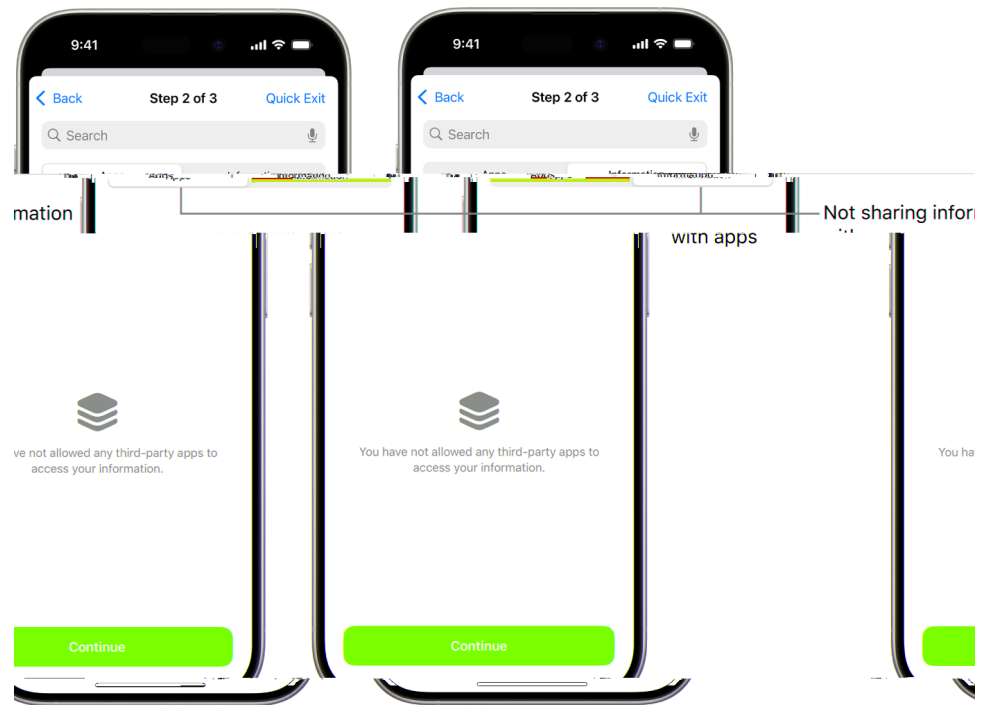 9:41
9:41
Back Step 2 of 3 Quick Exit
Back Step 2 of 3 Quick Exit
Search
Search
mation
Not sharing infor
with apps
ve not allowed any third-party apps to
access your information.
You have not allowed any third-party apps to
access your information.
You ha
Continue
Continue